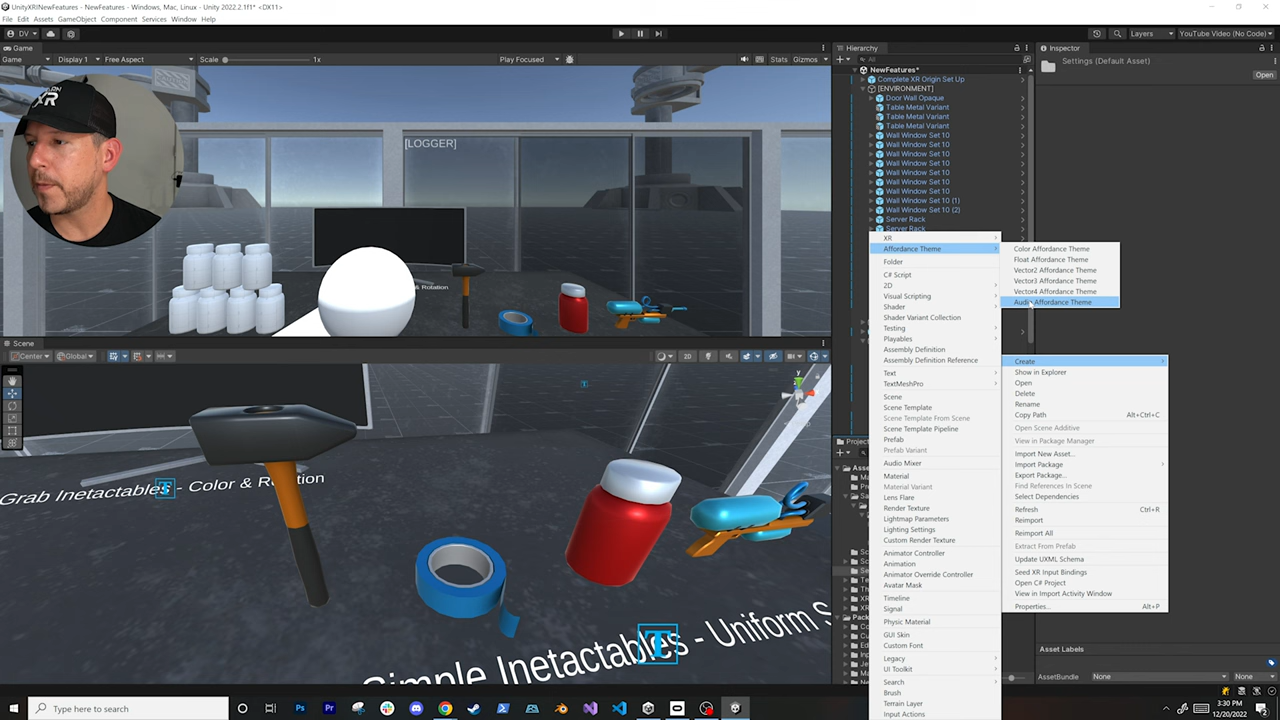 UnityXRINewFeatures - NewFeatures - Windows, Mac, Linux - Unity 2022.2.1f1* <DX11>
File Edit Assets GameObject Component Services Window Help
DV
Layers
YouTube Video (No Code)
Game
Game
Display 1
Free Aspect
Scale
1x
Play Focused
Stats
Gizmos
XR
[LOGGER]
& Rotation
Scene
Center
Global
2D
y
Grab Inetactables - Color & Rotation
Simple Inetactables - Uniform S
T
Hierarchy
All
NewFeatures*
Complete XR Origin Set Up
[ENVIRONMENT]
Door Wall Opaque
Table Metal Variant
Table Metal Variant
Table Metal Variant
Wall Window Set 10
Wall Window Set 10
Wall Window Set 10
Wall Window Set 10
Wall Window Set 10
Wall Window Set 10
Wall Window Set 10 (1)
Wall Window Set 10 (2)
Server Rack
Server Rack
Inspector
Settings (Default Asset)
Open
XR
Affordance Theme
Folder
C# Script
2D
Visual Scripting
Shader
Shader Variant Collection
Testing
Playables
Assembly Definition
Assembly Definition Reference
Text
TextMeshPro
Scene
Scene Template
Scene Template From Scene
Scene Template Pipeline
Prefab
Prefab Variant
Audio Mixer
Material
Material Variant
Lens Flare
Render Texture
Lightmap Parameters
Lighting Settings
Custom Render Texture
Animator Controller
Animation
Animator Override Controller
Avatar Mask
Timeline
Signal
Physic Material
GUI Skin
Custom Font
Legacy
UI Toolkit
Search
Brush
Terrain Layer
Input Actions
Color Affordance Theme
Float Affordance Theme
Vector2 Affordance Theme
Vector3 Affordance Theme
Vector4 Affordance Theme
Audio Affordance Theme
Create
Show in Explorer
Open
Delete
Rename
Copy Path Alt+Ctrl+C
Open Scene Additive
View in Package Manager
Import New Asset...
Import Package
Export Package...
Find References In Scene
Select Dependencies
Refresh Ctrl+R
Reimport
Reimport All
Extract From Prefab
Update UXML Schema
Seed XR Input Bindings
Open C# Project
View in Import Activity Window
Properties... Alt+P
Asset Labels
AssetBundle None None
Type here to search
3:30 PM
12/20/2022